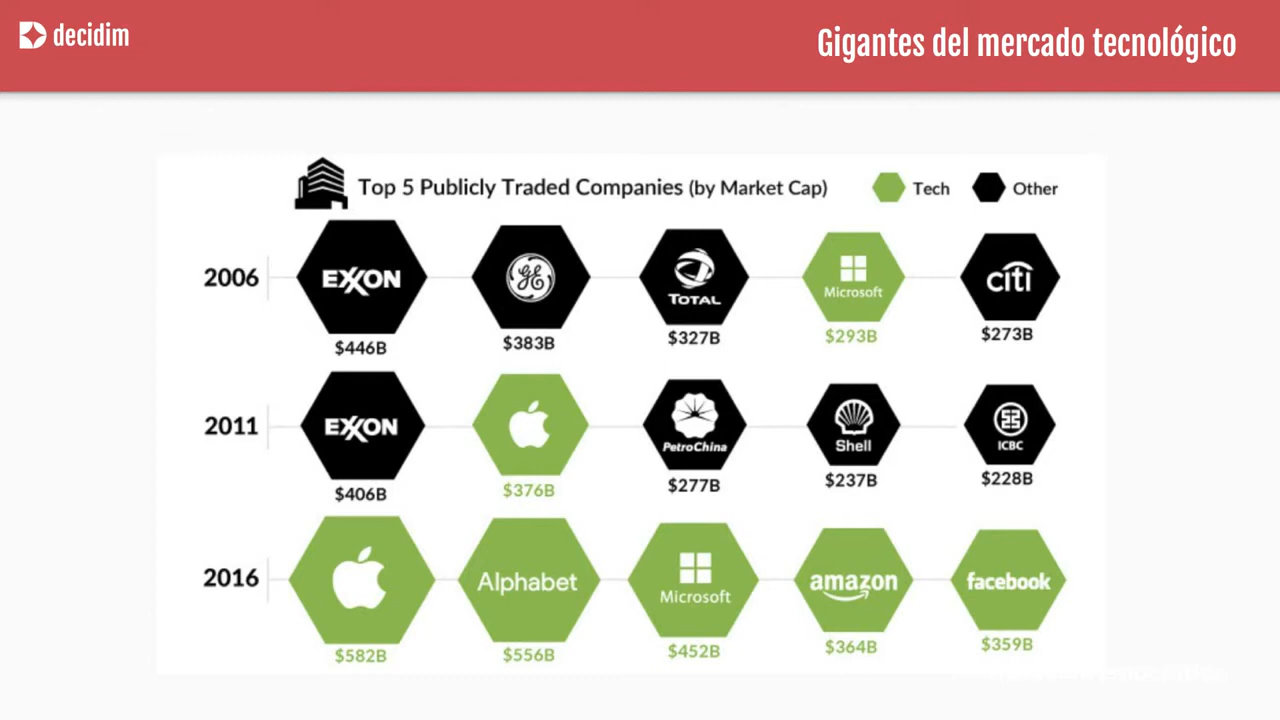 decidim
Gigantes del mercado tecnológico
Top 5 Publicly Traded Companies (by Market Cap)
Tech
Other
2006
EXXON
GE
TOTAL
Microsoft
citi
$446B
$383B
$327B
$293B
$273B
2011
EXXON
PetroChina
Shell
ICBC
$406B
$376B
$277B
$237B
$228B
2016
Alphabet
Microsoft
amazon
facebook
$582B
$556B
$452B
$364B
$359B